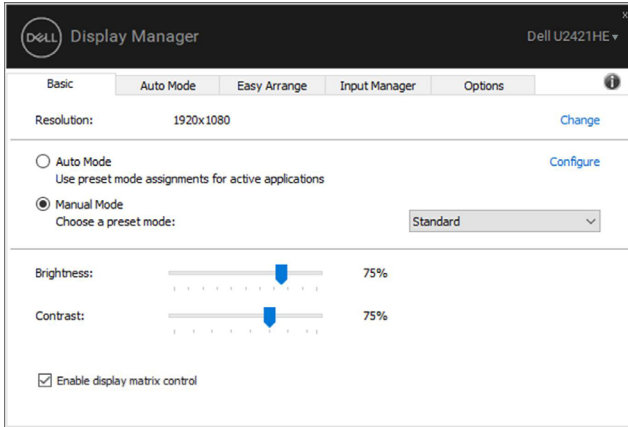 x
DELL Display Manager
Dell U2421HE
Basic Auto Mode Easy Arrange Input Manager Options
Resolution: 1920x1080 Change
Auto Mode Configure
Use preset mode assignments for active applications
Manual Mode
Choose a preset mode: Standard
Brightness: 75%
Contrast: 75%
Enable display matrix control